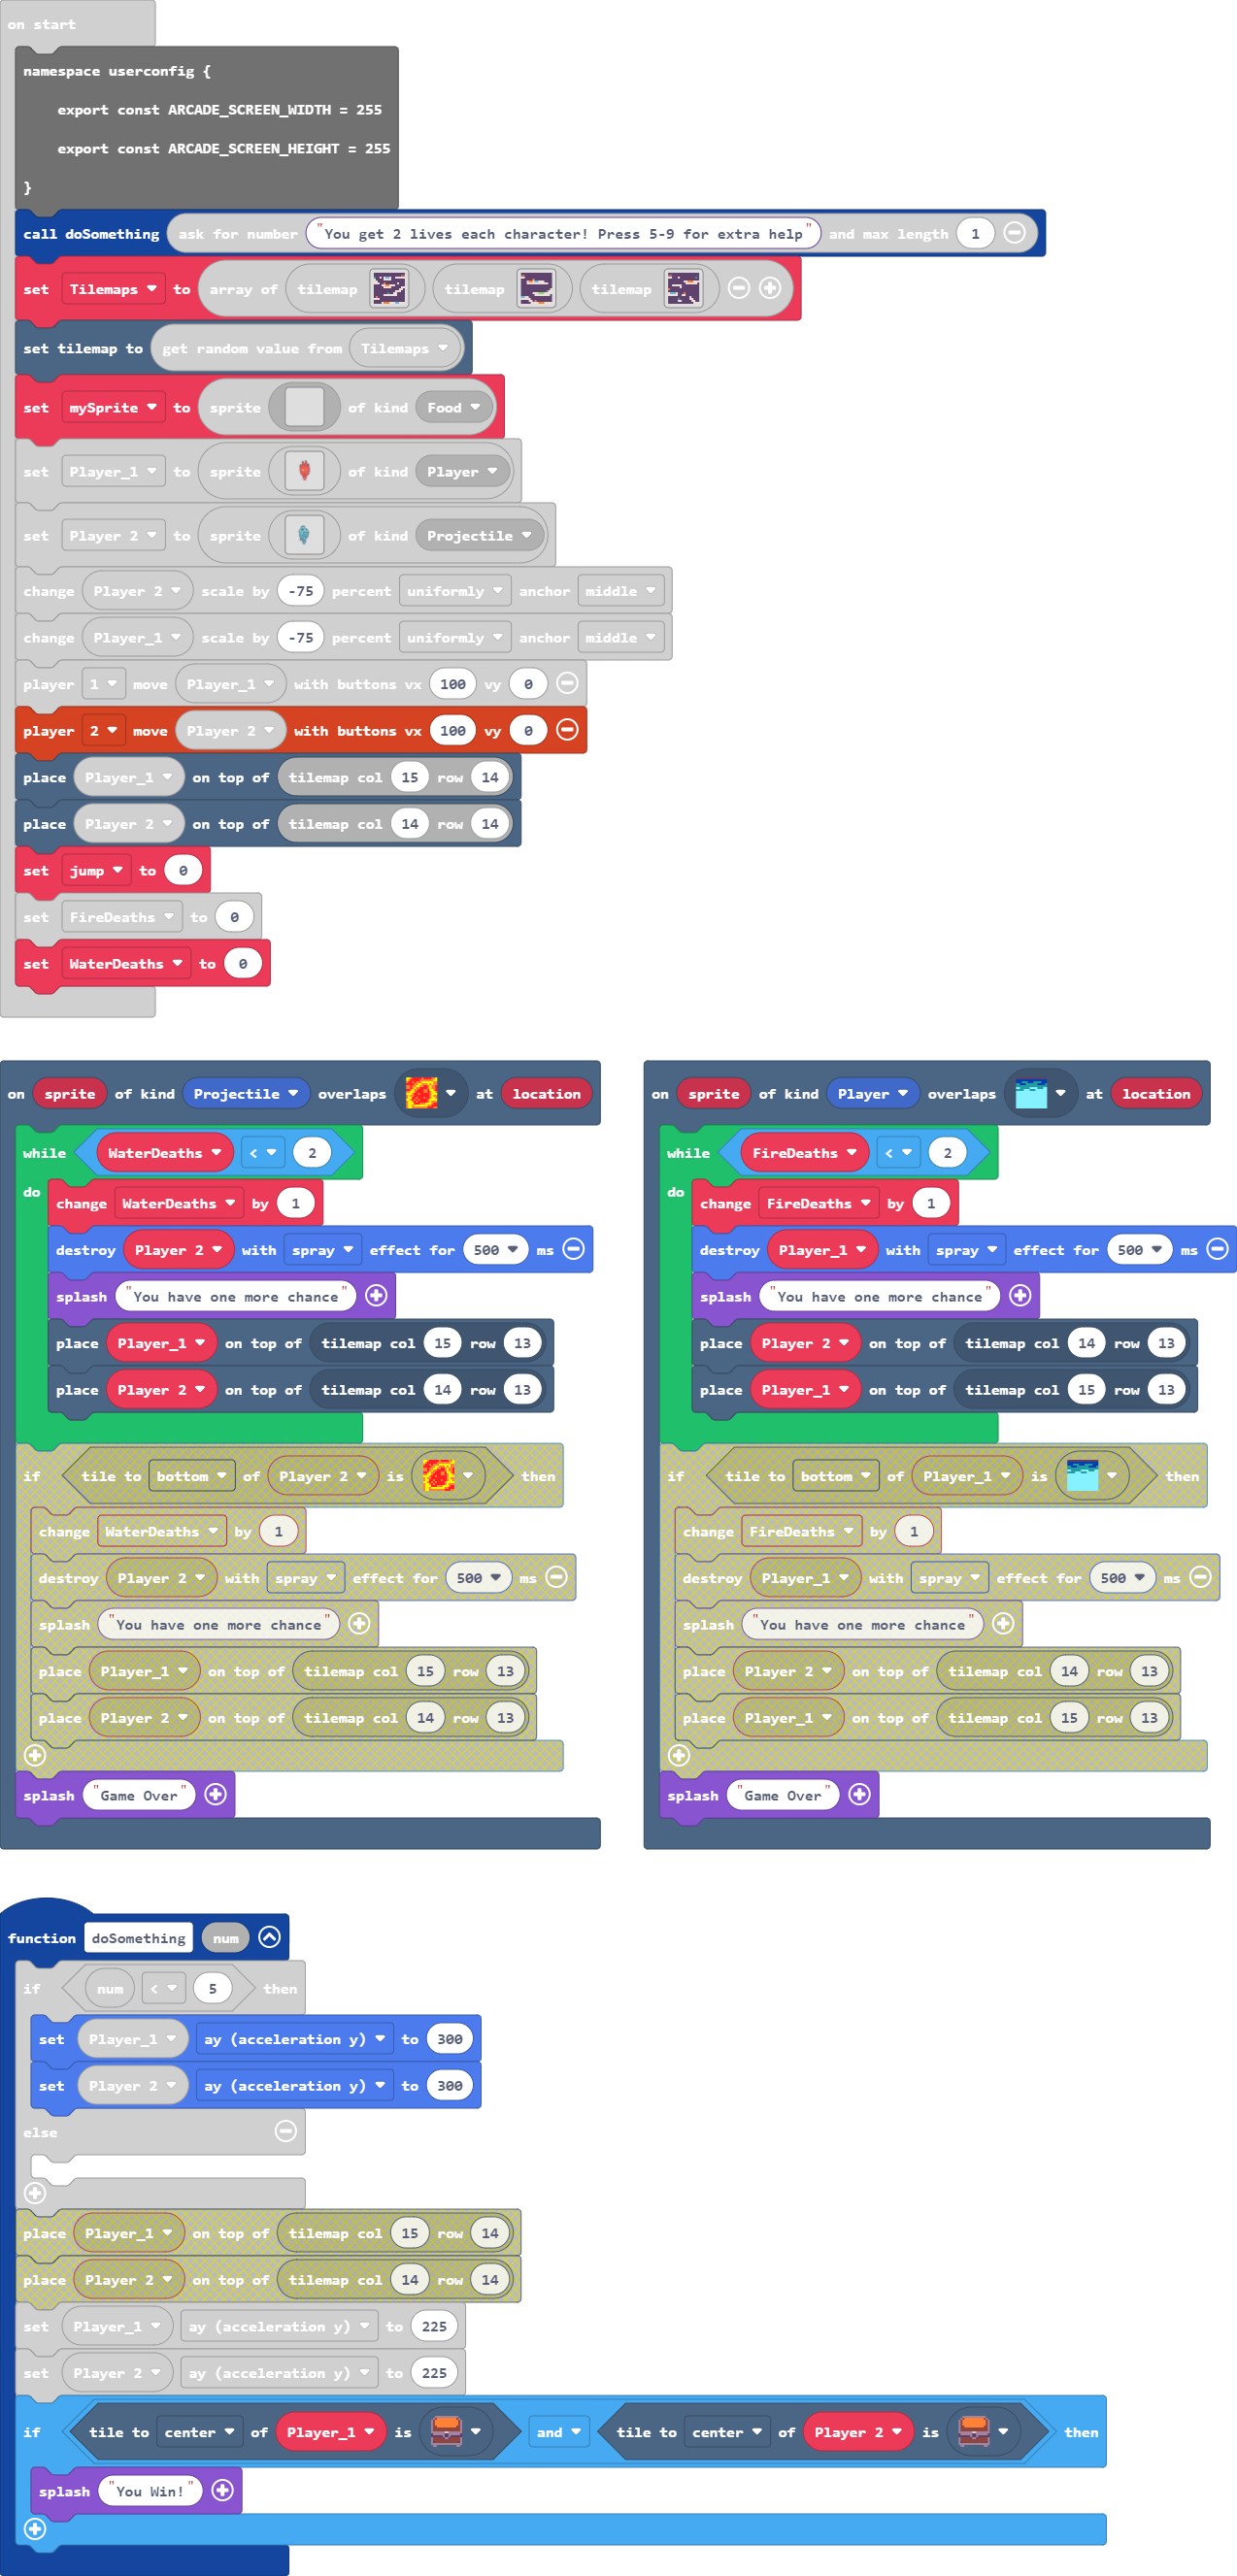 on start
namespace userconfig {
export const ARCADE_SCREEN_WIDTH = 255
export const ARCADE_SCREEN_HEIGHT = 255
}
call doSomething ask for number "You get 2 lives each character! Press 5-9 for extra help" and max length 1
set Tilemaps to array of tilemap tilemap tilemap
set tilemap to get random value from Tilemaps
set mySprite to sprite of kind Food
set Player_1 to sprite of kind Player
set Player 2 to sprite of kind Projectile
change Player 2 scale by -75 percent uniformly anchor middle
change Player_1 scale by -75 percent uniformly anchor middle
player 1 move Player_1 with buttons vx 100 vy 0
player 2 move Player 2 with buttons vx 100 vy 0
place Player_1 on top of tilemap col 15 row 14
place Player 2 on top of tilemap col 14 row 14
set jump to 0
set FireDeaths to 0
set WaterDeaths to 0
on sprite of kind Projectile overlaps at location
while WaterDeaths < 2
do
change WaterDeaths by 1
destroy Player 2 with spray effect for 500 ms
splash "You have one more chance"
place Player_1 on top of tilemap col 15 row 13
place Player 2 on top of tilemap col 14 row 13
if tile to bottom of Player 2 is then
change WaterDeaths by 1
destroy Player 2 with spray effect for 500 ms
splash "You have one more chance"
place Player_1 on top of tilemap col 15 row 13
place Player 2 on top of tilemap col 14 row 13
splash "Game Over"
on sprite of kind Player overlaps at location
while FireDeaths < 2
do
change FireDeaths by 1
destroy Player_1 with spray effect for 500 ms
splash "You have one more chance"
place Player 2 on top of tilemap col 14 row 13
place Player_1 on top of tilemap col 15 row 13
if tile to bottom of Player_1 is then
change FireDeaths by 1
destroy Player_1 with spray effect for 500 ms
splash "You have one more chance"
place Player 2 on top of tilemap col 14 row 13
place Player_1 on top of tilemap col 15 row 13
splash "Game Over"
function doSomething num
if num < 5 then
set Player_1 ay (acceleration y) to 300
set Player 2 ay (acceleration y) to 300
else
place Player_1 on top of tilemap col 15 row 14
place Player 2 on top of tilemap col 14 row 14
set Player_1 ay (acceleration y) to 225
set Player 2 ay (acceleration y) to 225
if tile to center of Player_1 is and tile to center of Player 2 is then
splash "You Win!"